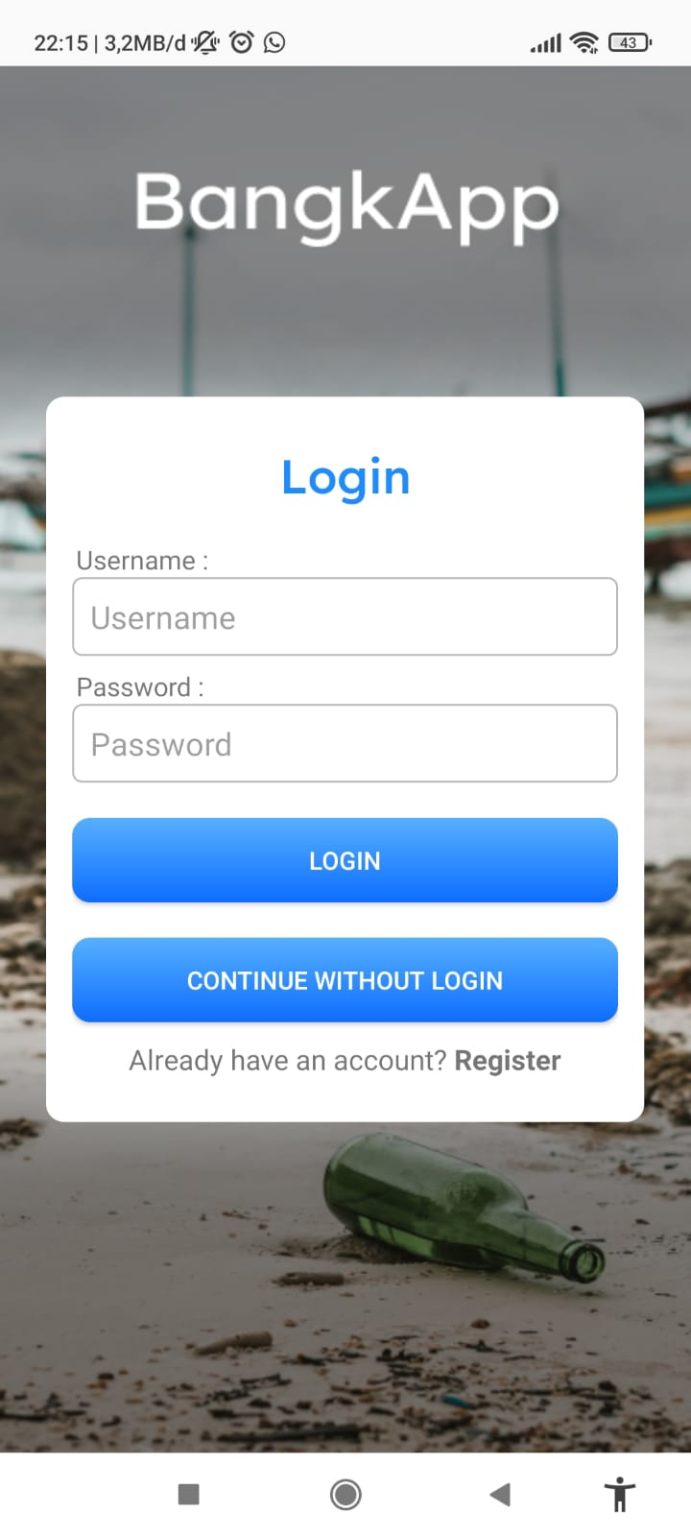 22:15 | 3,2MB/d
43
BangkApp
Login
Username :
Username
Password :
Password
LOGIN
CONTINUE WITHOUT LOGIN
Already have an account? Register